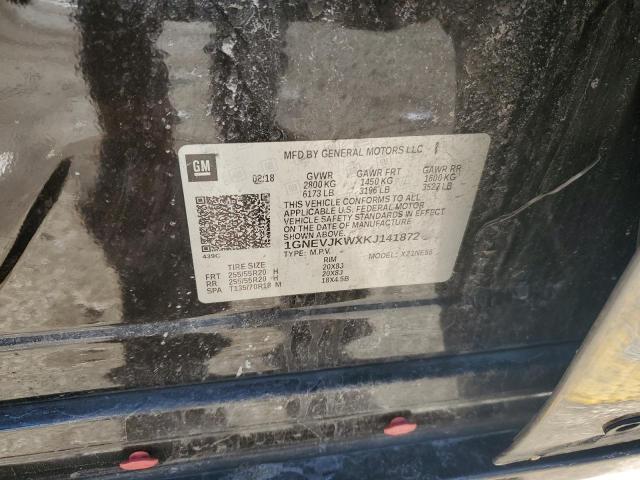 GM
MFD BY GENERAL MOTORS LLC
02/18
GVWR GAWR FRT GAWR RR
2800 KG 1450 KG 1600 KG
6173 LB 3196 LB 3527 LB
THIS VEHICLE CONFORMS TO ALL
APPLICABLE U.S. FEDERAL MOTOR
VEHICLE SAFETY STANDARDS IN EFFECT
ON THE DATE OF MANUFACTURE
SHOWN ABOVE.
1GNEVJKWXKJ141872
439C
TYPE: M.P.V. MODEL:
TIRE SIZE RIM
FRT 255/55R20 H 20X8J
RR 255/55R20 H 20X8J
SPA T135/70R18 M 18X4.5B